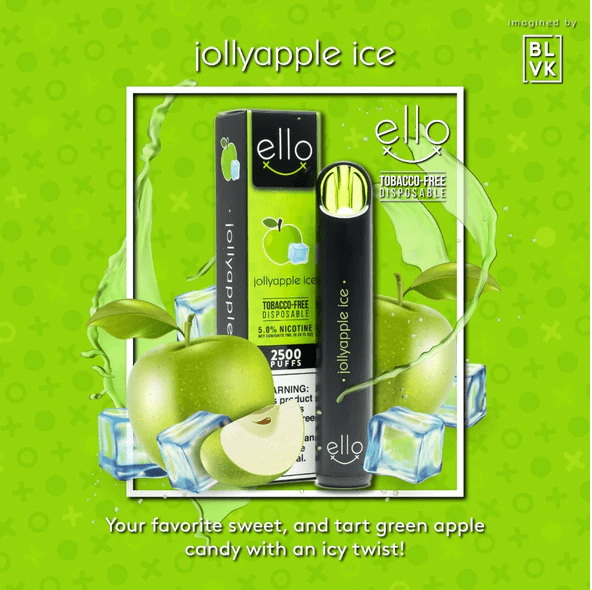 imagined by
BL
VK
jollyapple ice
ello
TOBACCO-FREE
DISPOSABLE
ello
jollyapple ice
TOBACCO-FREE
DISPOSABLE
5.0% NICOTINE
2500
PUFFS
WARNING:
product
jollyapple
· jollyapple ice ·
ello
Your favorite sweet, and tart green apple
candy with an icy twist!